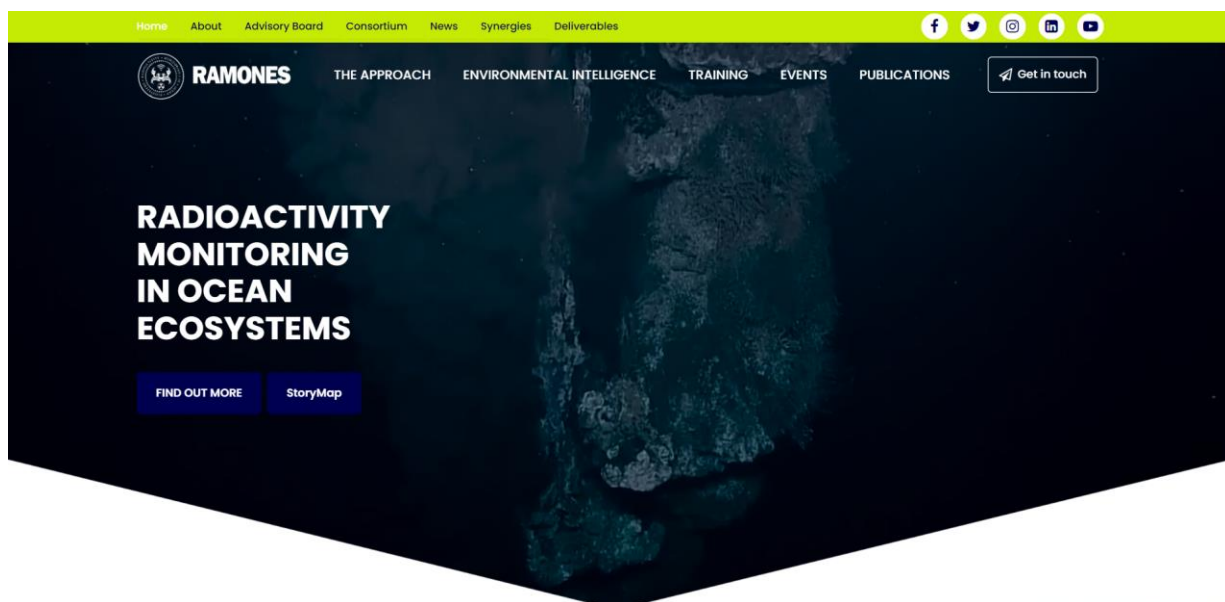 Home About Advisory Board Consortium News Synergies Deliverables
RAMONES THE APPROACH ENVIRONMENTAL INTELLIGENCE TRAINING EVENTS PUBLICATIONS Get in touch
RADIOACTIVITY
MONITORING
IN OCEAN
ECOSYSTEMS
FIND OUT MORE StoryMap